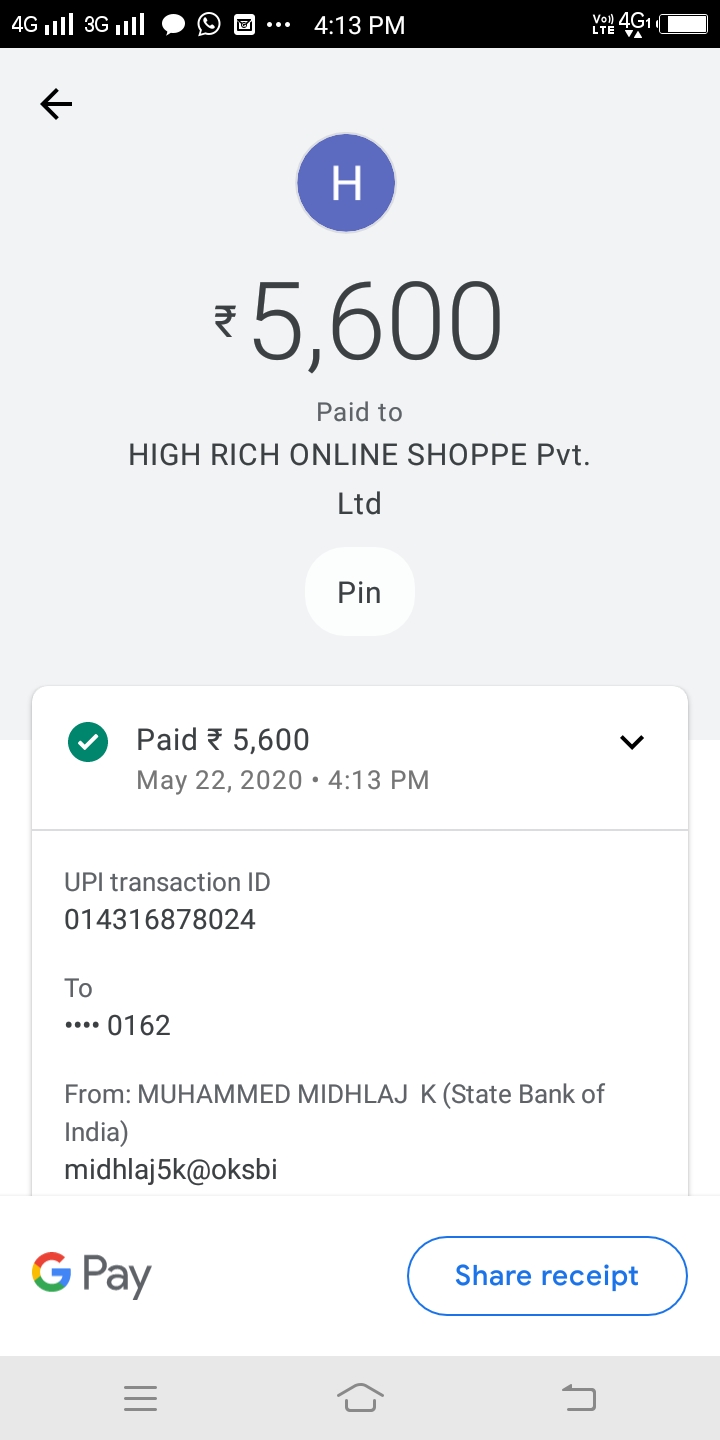 4G 3G 4:13 PM Vo)) LTE 4G1
H
₹5,600
Paid to
HIGH RICH ONLINE SHOPPE Pvt.
Ltd
Pin
Paid ₹ 5,600
May 22, 2020 • 4:13 PM
UPI transaction ID
014316878024
To
•••• 0162
From: MUHAMMED MIDHLAJ K (State Bank of
India)
midhlaj5k@oksbi
G Pay
Share receipt